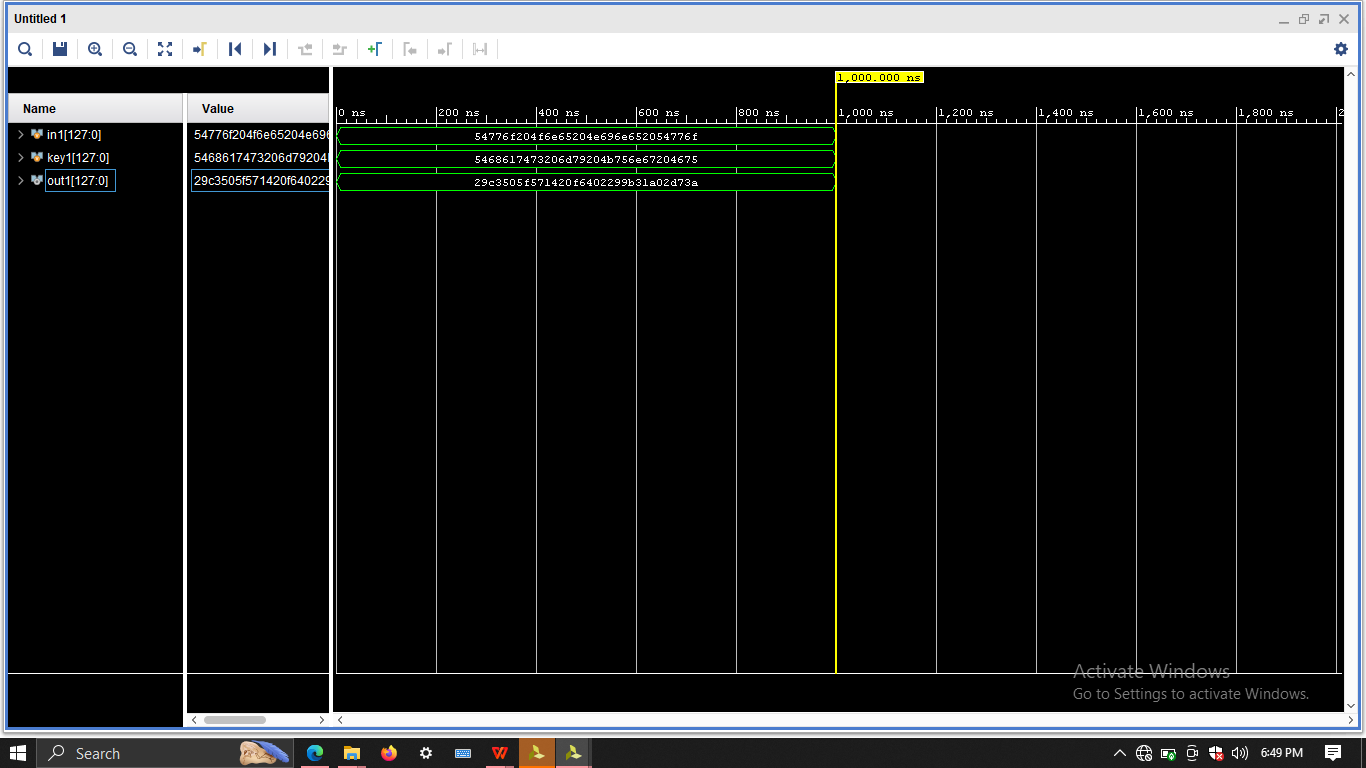 Untitled 1
1,000.000 ns
Name Value
0 ns 200 ns 400 ns 600 ns 800 ns 1,000 ns 1,200 ns 1,400 ns 1,600 ns 1,800 ns 2
in1[127:0] 54776f204f6e65204e696 54776f204f6e65204e696e652054776f
key1[127:0] 5468617473206d79204 5468617473206d79204b756e67204675
out1[127:0] 29c3505f571420f640229 29c3505f571420f6402299b31a02d73a
Activate Windows
Go to Settings to activate Windows.
Search
6:49 PM